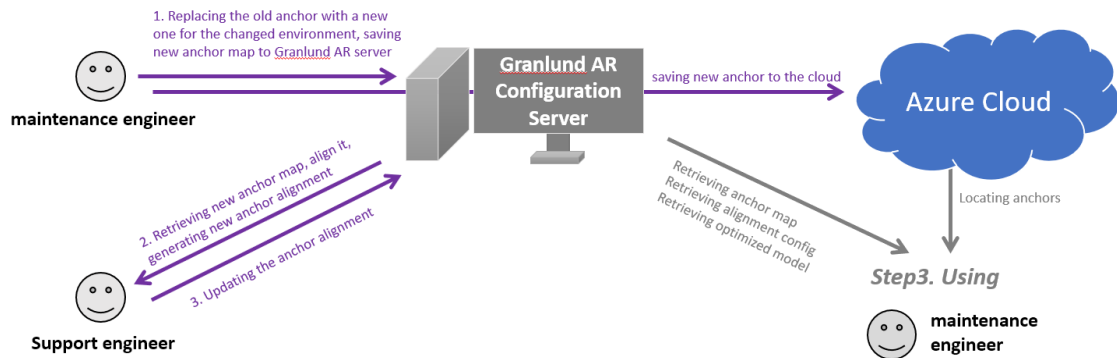 1. Replacing the old anchor with a new
one for the changed environment, saving
new anchor map to Granlund AR server
maintenance engineer
Granlund AR
Configuration
Server
saving new anchor to the cloud
Azure Cloud
2. Retrieving new anchor map, align it,
generating new anchor alignment
3. Updating the anchor alignment
Retrieving anchor map
Retrieving alignment config
Retrieving optimized model
Locating anchors
Step3. Using
maintenance
engineer
Support engineer